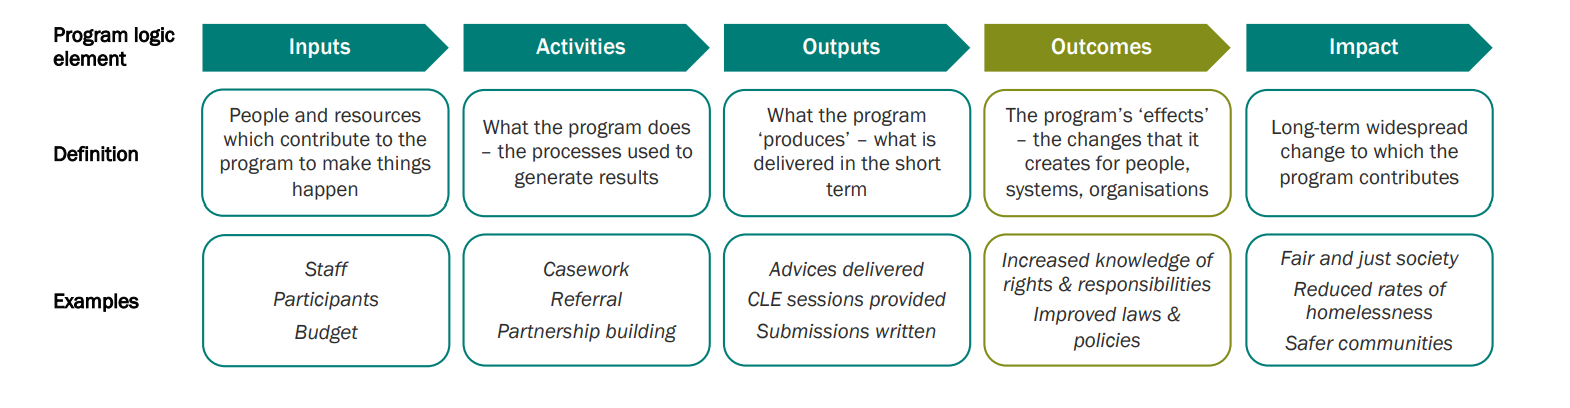 Program logic
element
Inputs
Activities
Outputs
Outcomes
Impact
Definition
People and resources
which contribute to the
program to make things
happen
What the program does
– the processes used to
generate results
What the program
‘produces’ – what is
delivered in the short
term
The program’s ‘effects’
– the changes that it
creates for people,
systems, organisations
Long-term widespread
change to which the
program contributes
Examples
Staff
Participants
Budget
Casework
Referral
Partnership building
Advices delivered
CLE sessions provided
Submissions written
Increased knowledge of
rights & responsibilities
Improved laws &
policies
Fair and just society
Reduced rates of
homelessness
Safer communities